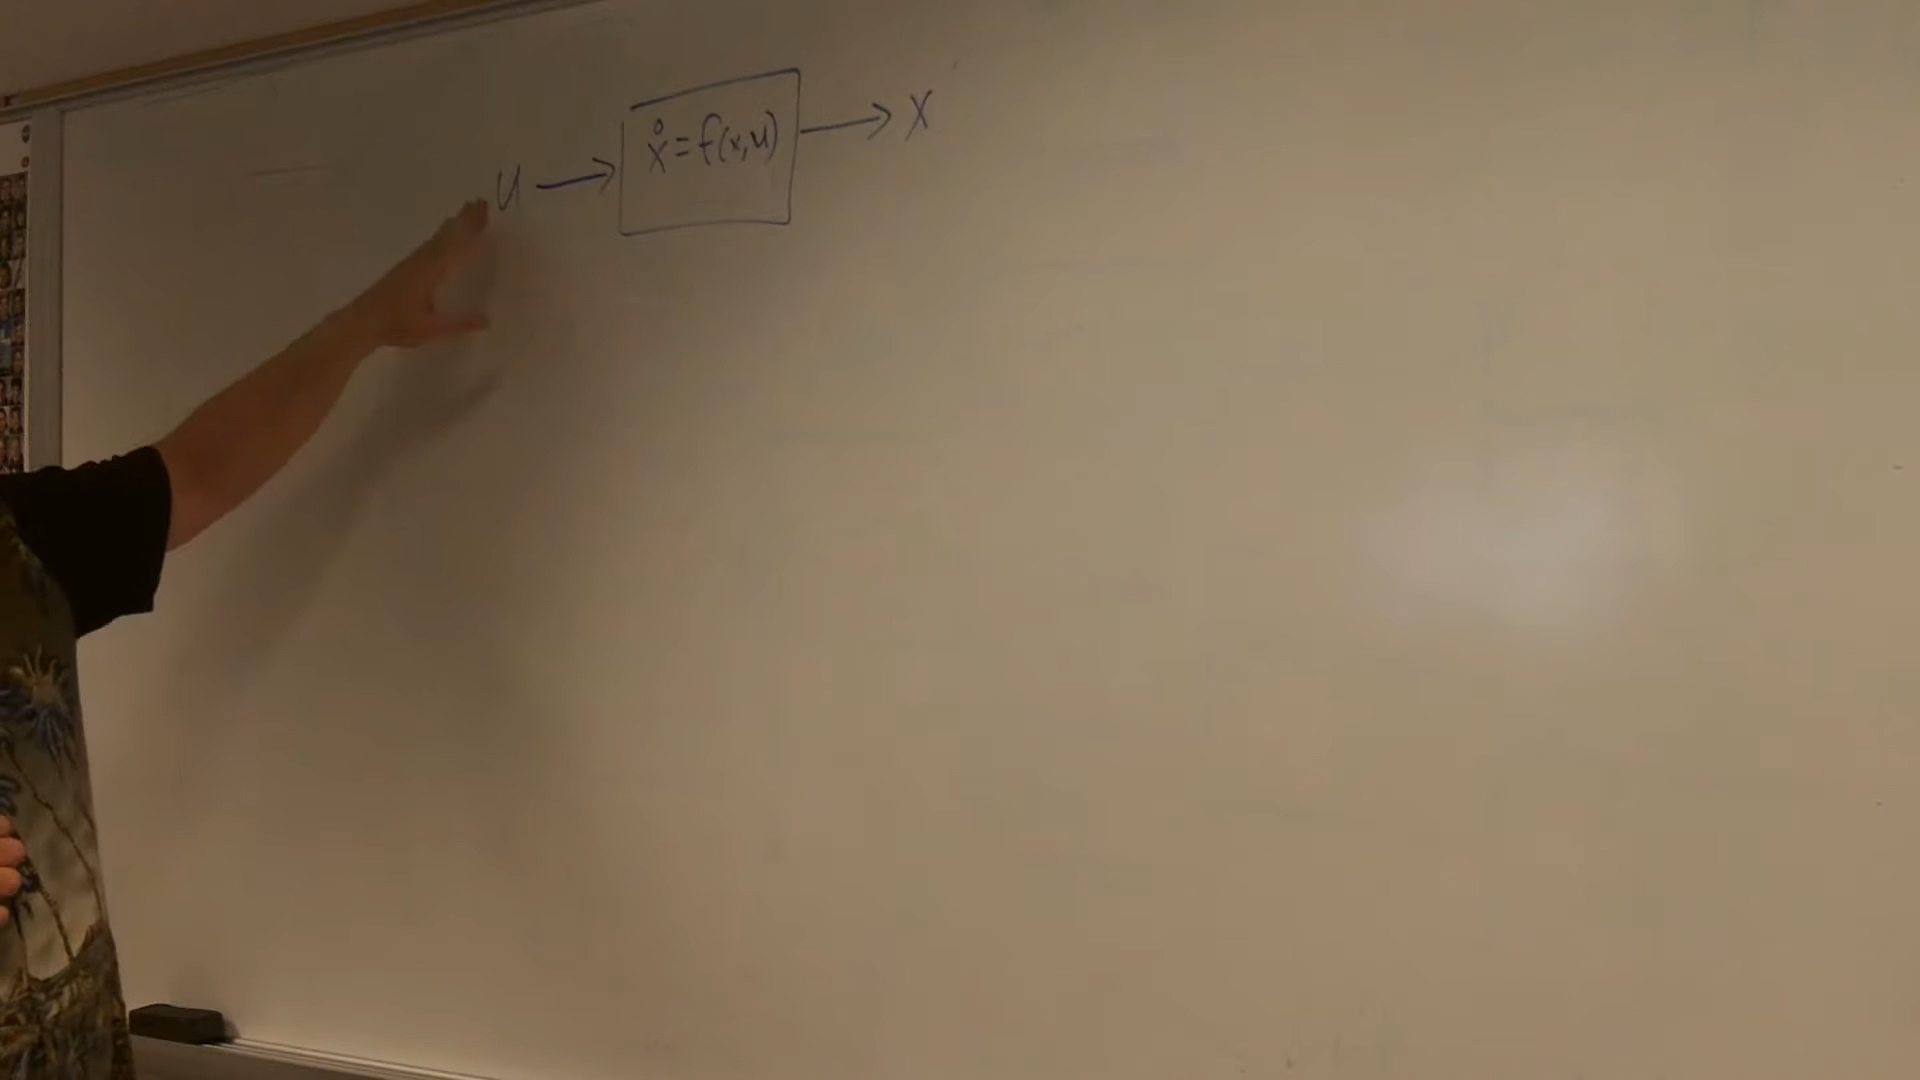 u → ẋ = f(x,u) → x